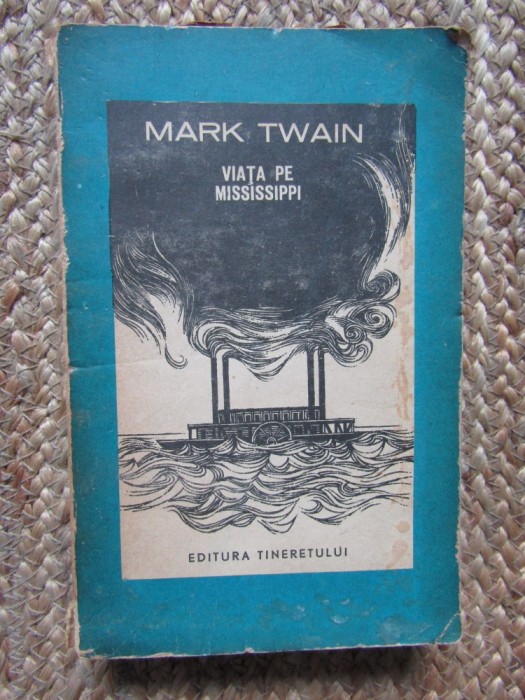 MARK TWAIN
VIAȚA PE
MISSISSIPPI
EDITURA TINERETULUI